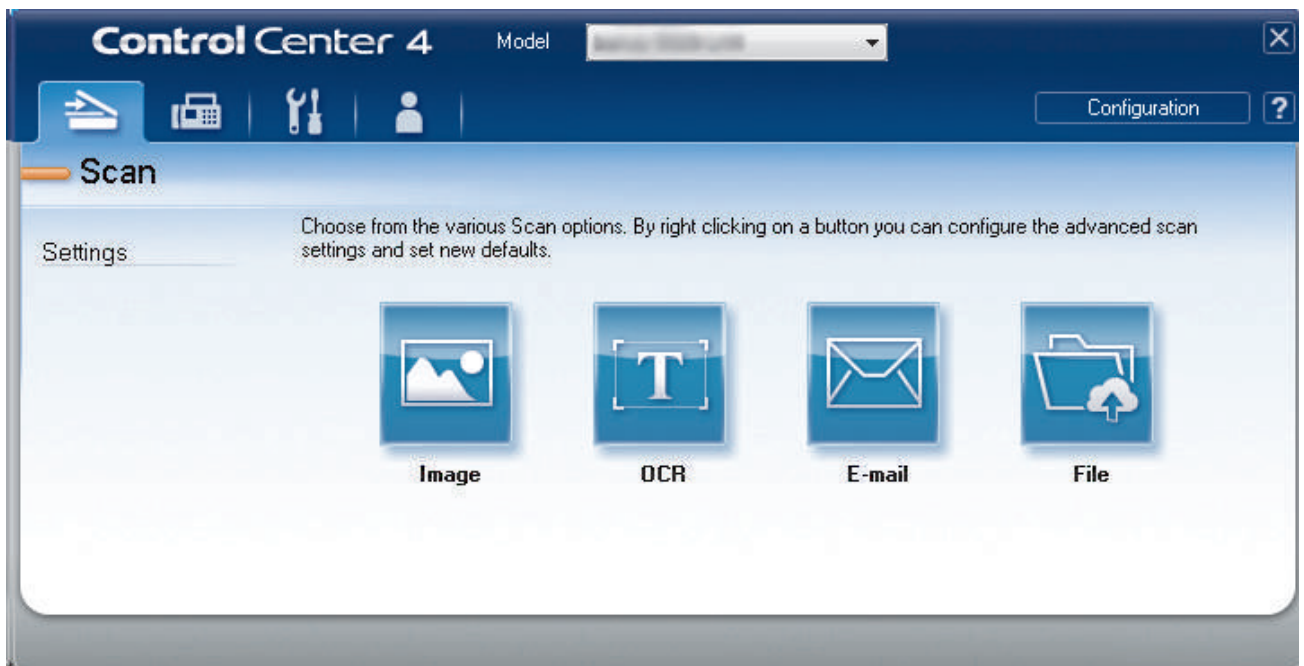 Control Center 4 Model
Configuration ?
Scan
Settings
Choose from the various Scan options. By right clicking on a button you can configure the advanced scan
settings and set new defaults.
T
Image OCR E-mail File